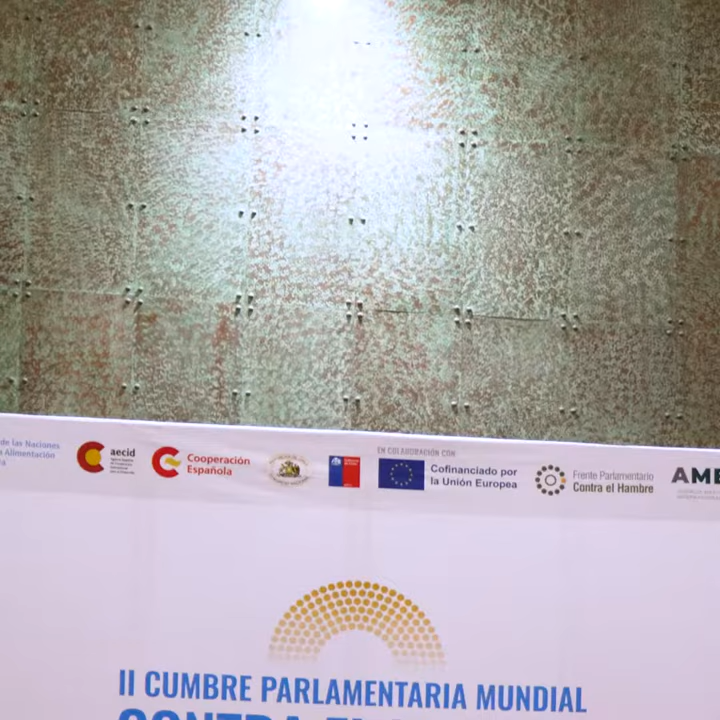 de las Naciones
Alimentación
aecid
Cooperación
Española
EN COLABORACIÓN CON
Cofinanciado por
la Unión Europea
Frente Parlamentario
Contra el Hambre
II CUMBRE PARLAMENTARIA MUNDIAL